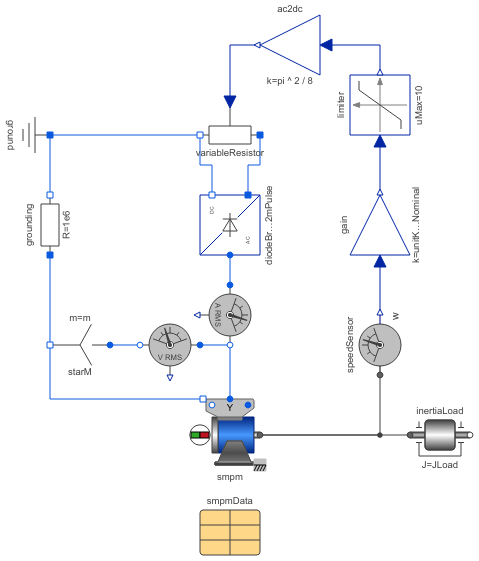 ac2dc
k=pi ^ 2 / 8
limiter
uMax=10
ground
variableResistor
DC
AC
diodeBr...2mPulse
grounding
R=1e6
gain
k=unitK...Nominal
A RMS
m=m
V RMS
starM
speedSensor
w
Y
smpm
inertiaLoad
J=JLoad
smpmData